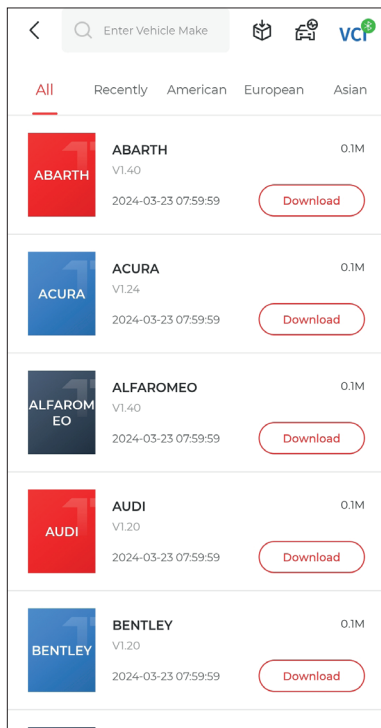 Enter Vehicle Make
VCI
All Recently American European Asian
ABARTH
ABARTH 0.1M
V1.40
2024-03-23 07:59:59 Download
ACURA
ACURA 0.1M
V1.24
2024-03-23 07:59:59 Download
ALFAROM
EO
ALFAROMEO 0.1M
V1.40
2024-03-23 07:59:59 Download
AUDI
AUDI 0.1M
V1.20
2024-03-23 07:59:59 Download
BENTLEY
BENTLEY 0.1M
V1.20
2024-03-23 07:59:59 Download